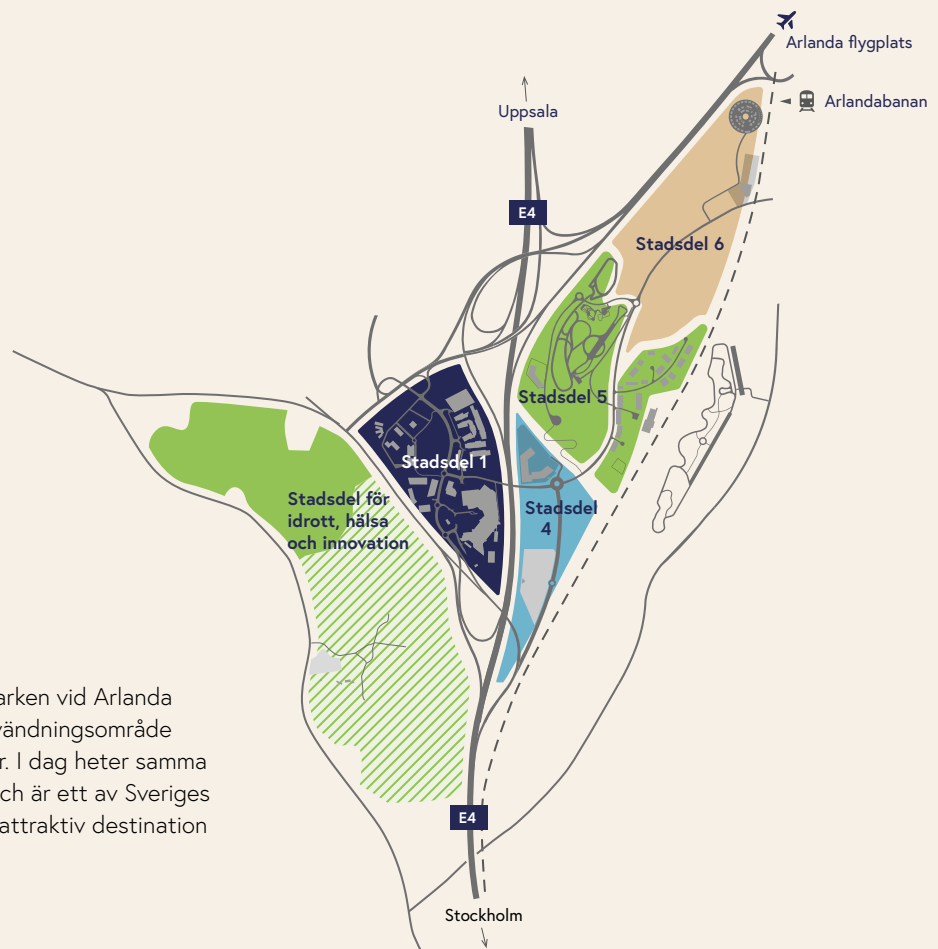 Arlanda flygplats
Arlandabanan
Uppsala
E4
Stadsdel 6
Stadsdel 5
Stadsdel 1
Stadsdel för
idrott, hälsa
och innovation
Stadsdel
4
arken vid Arlanda
vändningsområde
r. I dag heter samma
ch är ett av Sveriges
attraktiv destination
E4
Stockholm